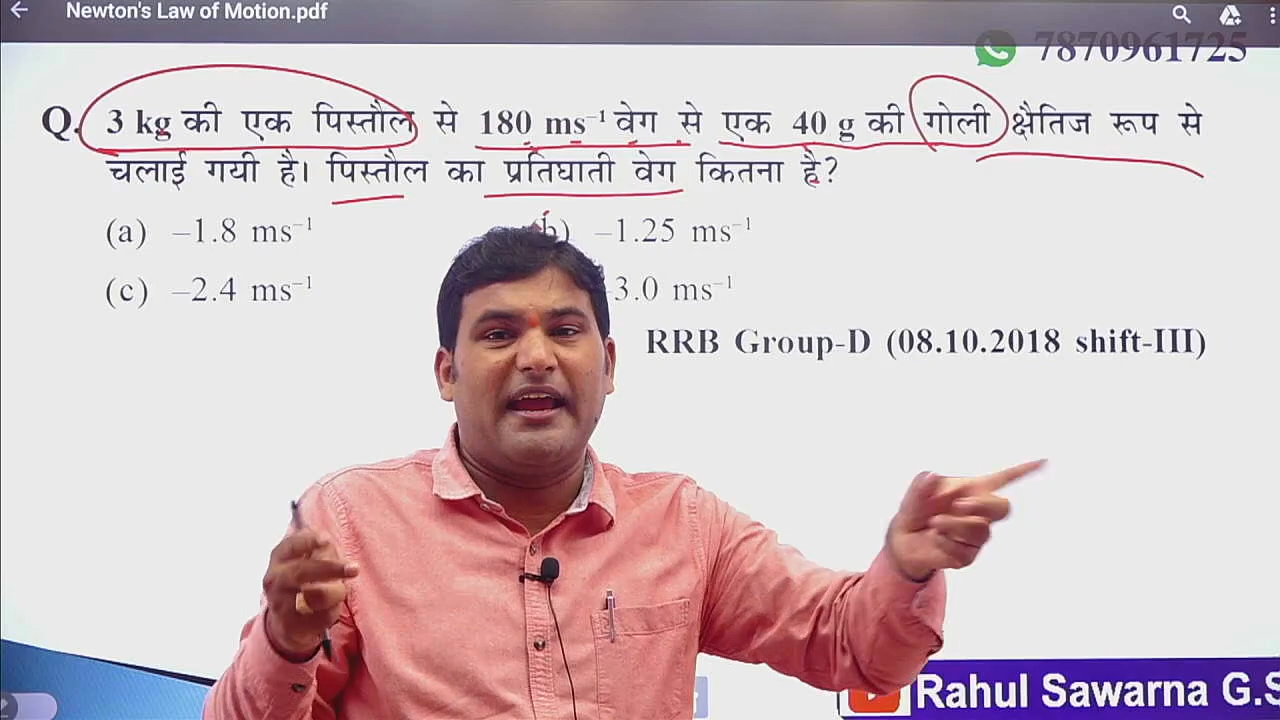 Newton's Law of Motion.pdf
7870961725
Q. 3 kg की एक पिस्तौल से 180 ms⁻¹ वेग से एक 40 g की गोली क्षैतिज रूप से
चलाई गयी है। पिस्तौल का प्रतिघाती वेग कितना है?
(a) –1.8 ms⁻¹ (b) –1.25 ms⁻¹
(c) –2.4 ms⁻¹ –3.0 ms⁻¹
RRB Group-D (08.10.2018 shift-III)
Rahul Sawarna G.S